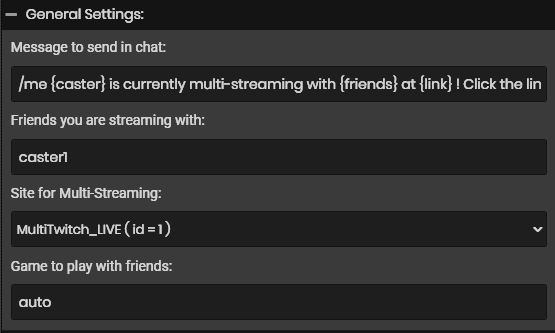 General Settings:
Message to send in chat:
/me {caster} is currently multi-streaming with {friends} at {link} ! Click the lin
Friends you are streaming with:
caster1
Site for Multi-Streaming:
MultiTwitch_LIVE ( id = 1 )
Game to play with friends:
auto